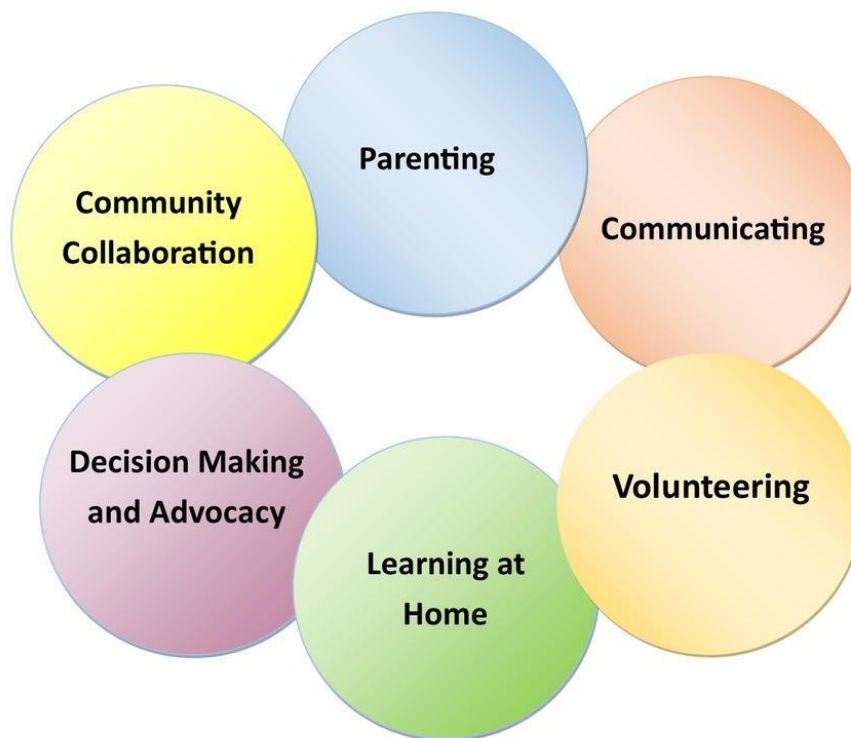 Parenting
Communicating
Volunteering
Learning at
Home
Decision Making
and Advocacy
Community
Collaboration